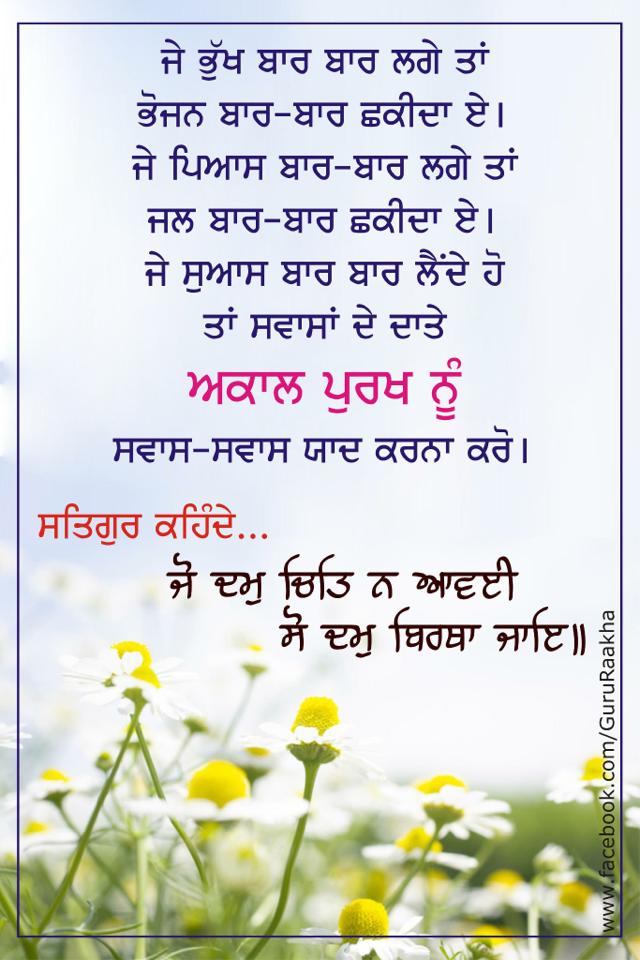 ਜੇ ਭੁੱਖ ਬਾਰ ਬਾਰ ਲਗੇ ਤਾਂ
ਭੋਜਨ ਬਾਰ-ਬਾਰ ਛਕੀਦਾ ਏ।
ਜੇ ਪਿਆਸ ਬਾਰ-ਬਾਰ ਲਗੇ ਤਾਂ
ਜਲ ਬਾਰ-ਬਾਰ ਛਕੀਦਾ ਏ।
ਜੇ ਸੁਆਸ ਬਾਰ ਬਾਰ ਲੈਂਦੇ ਹੋ
ਤਾਂ ਸਵਾਸਾਂ ਦੇ ਦਾਤੇ
ਅਕਾਲ ਪੁਰਖ ਨੂੰ
ਸਵਾਸ-ਸਵਾਸ ਯਾਦ ਕਰਨਾ ਕਰੋ।
ਸਤਿਗੁਰ ਕਹਿੰਦੇ...
ਜੋ ਦਮੁ ਚਿਤਿ ਨ ਆਵਈ
ਸੋ ਦਮੁ ਬਿਰਥਾ ਜਾਇ॥
www.facebook.com/GuruRaakha